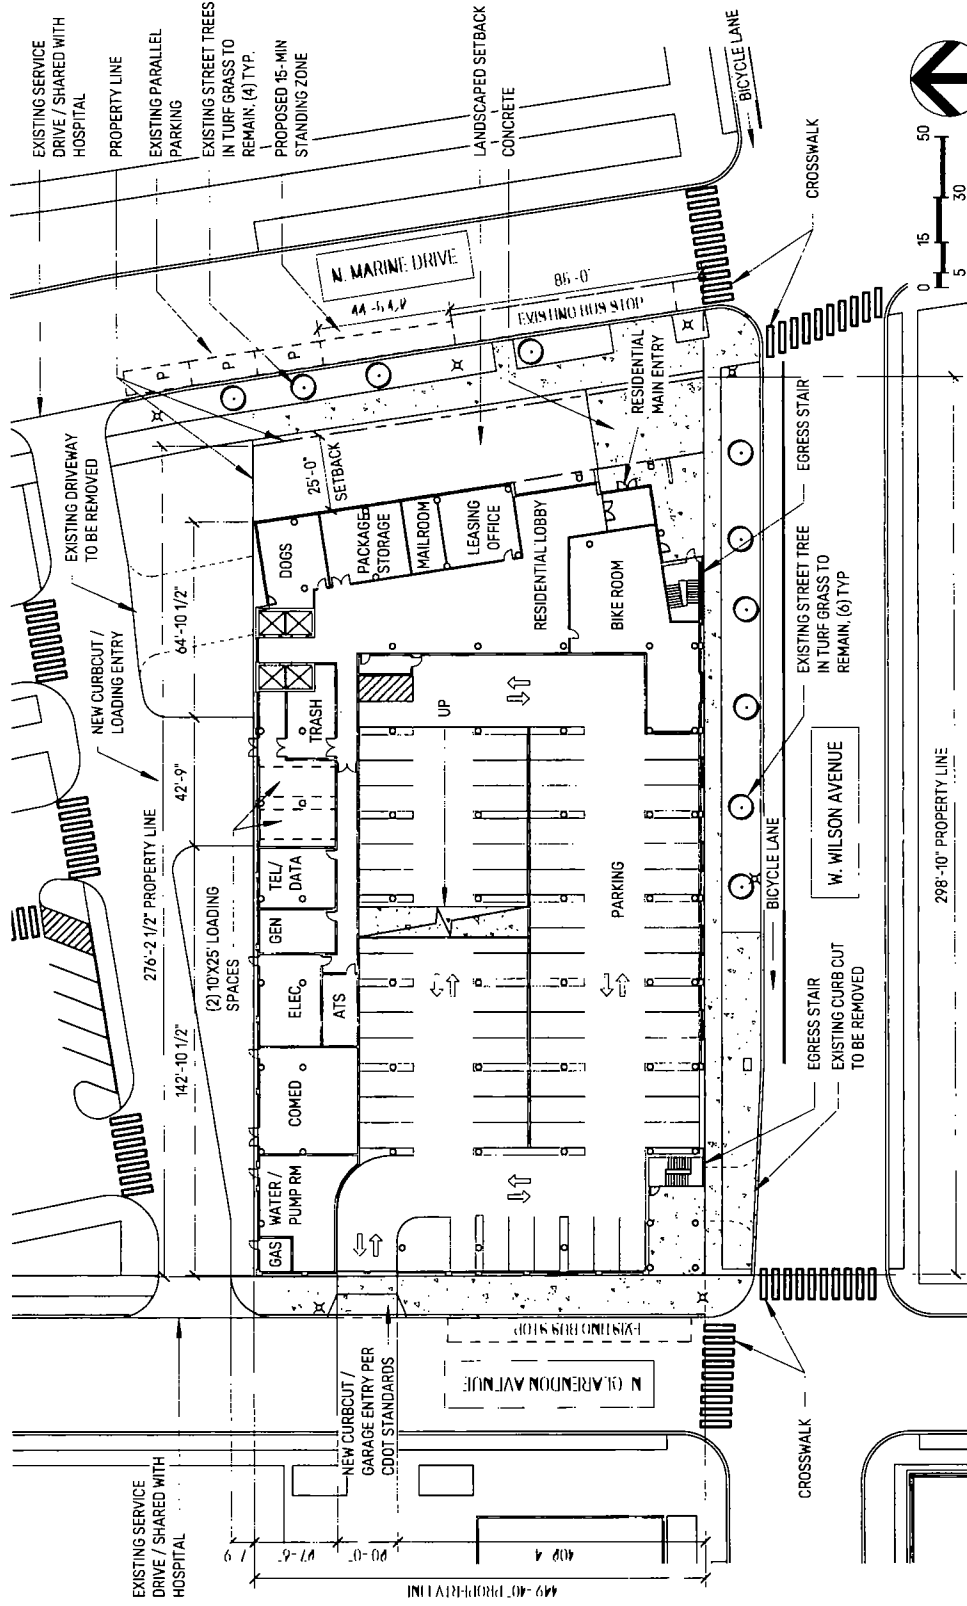 EXISTING SERVICE
DRIVE / SHARED WITH
HOSPITAL
PROPERTY LINE
EXISTING PARALLEL
PARKING
EXISTING STREET TREES
IN TURF GRASS TO
REMAIN, (4) TYP.
PROPOSED 15-MIN
STANDING ZONE
LANDSCAPED SETBACK
CONCRETE
BICYCLE LANE
CROSSWALK
50
30
15
5
0
N. MARINE DRIVE
86'-0"
EXISTING BUS STOP
P
P
P
RESIDENTIAL
MAIN ENTRY
EGRESS STAIR
EXISTING DRIVEWAY
TO BE REMOVED
25'-0"
SETBACK
NEW CURBCUT /
LOADING ENTRY
64'-10 1/2"
DOGS
PACKAGE
STORAGE
MAILROOM
LEASING
OFFICE
RESIDENTIAL LOBBY
BIKE ROOM
EXISTING STREET TREE
IN TURF GRASS TO
REMAIN, (6) TYP
276'-2 1/2" PROPERTY LINE
42'-9"
TRASH
UP
(2) 10'X25' LOADING
SPACES
TEL/
DATA
GEN
ELEC
ATS
PARKING
BICYCLE LANE
W. WILSON AVENUE
298'-10" PROPERTY LINE
142'-10 1/2"
COMED
WATER /
PUMP RM
GAS
EGRESS STAIR
EXISTING CURB CUT
TO BE REMOVED
EXISTING BUS STOP
N CLARENDON AVENUE
NEW CURBCUT /
GARAGE ENTRY PER
CDOT STANDARDS
CROSSWALK
EXISTING SERVICE
DRIVE / SHARED WITH
HOSPITAL